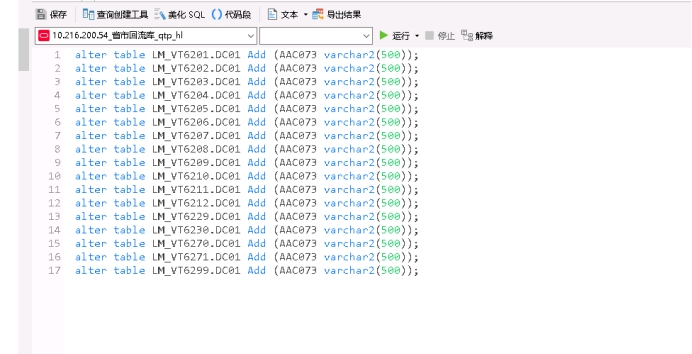 保存 查询创建工具 美化 SQL () 代码段 文本 导出结果
10.216.200.54_省市回流库_qtp_hl 运行 停止 解释
1 alter table LM_VT6201.DC01 Add (AAC073 varchar2(500));
2 alter table LM_VT6202.DC01 Add (AAC073 varchar2(500));
3 alter table LM_VT6203.DC01 Add (AAC073 varchar2(500));
4 alter table LM_VT6204.DC01 Add (AAC073 varchar2(500));
5 alter table LM_VT6205.DC01 Add (AAC073 varchar2(500));
6 alter table LM_VT6206.DC01 Add (AAC073 varchar2(500));
7 alter table LM_VT6207.DC01 Add (AAC073 varchar2(500));
8 alter table LM_VT6208.DC01 Add (AAC073 varchar2(500));
9 alter table LM_VT6209.DC01 Add (AAC073 varchar2(500));
10 alter table LM_VT6210.DC01 Add (AAC073 varchar2(500));
11 alter table LM_VT6211.DC01 Add (AAC073 varchar2(500));
12 alter table LM_VT6212.DC01 Add (AAC073 varchar2(500));
13 alter table LM_VT6229.DC01 Add (AAC073 varchar2(500));
14 alter table LM_VT6230.DC01 Add (AAC073 varchar2(500));
15 alter table LM_VT6270.DC01 Add (AAC073 varchar2(500));
16 alter table LM_VT6271.DC01 Add (AAC073 varchar2(500));
17 alter table LM_VT6299.DC01 Add (AAC073 varchar2(500));